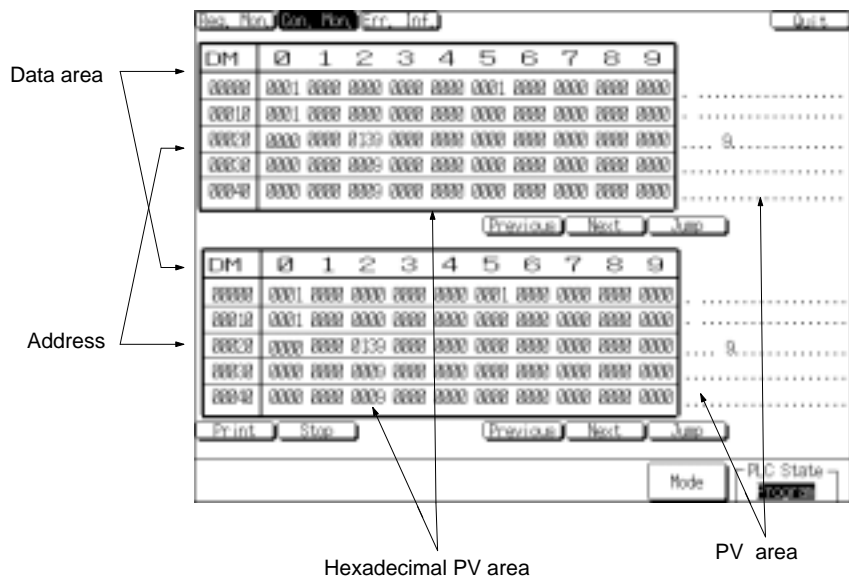 Reg. Mon. Con. Mon. Err. Inf. Quit
DM 0 1 2 3 4 5 6 7 8 9
00000 0001 0000 0000 0000 0000 0001 0000 0000 0000 0000
00010 0001 0000 0000 0000 0000 0000 0000 0000 0000 0000
00020 0000 0000 0139 0000 0000 0000 0000 0000 0000 0000 .... 9.
00030 0000 0000 0009 0000 0000 0000 0000 0000 0000 0000
00040 0000 0000 0009 0000 0000 0000 0000 0000 0000 0000
Previous Next Jump
DM 0 1 2 3 4 5 6 7 8 9
00000 0001 0000 0000 0000 0000 0001 0000 0000 0000 0000
00010 0001 0000 0000 0000 0000 0000 0000 0000 0000 0000
00020 0000 0000 0139 0000 0000 0000 0000 0000 0000 0000 .... 9.
00030 0000 0000 0009 0000 0000 0000 0000 0000 0000 0000
00040 0000 0000 0009 0000 0000 0000 0000 0000 0000 0000
Print Stop Previous Next Jump
Mode PLC State
Program
Data area
Address
Hexadecimal PV area
PV area